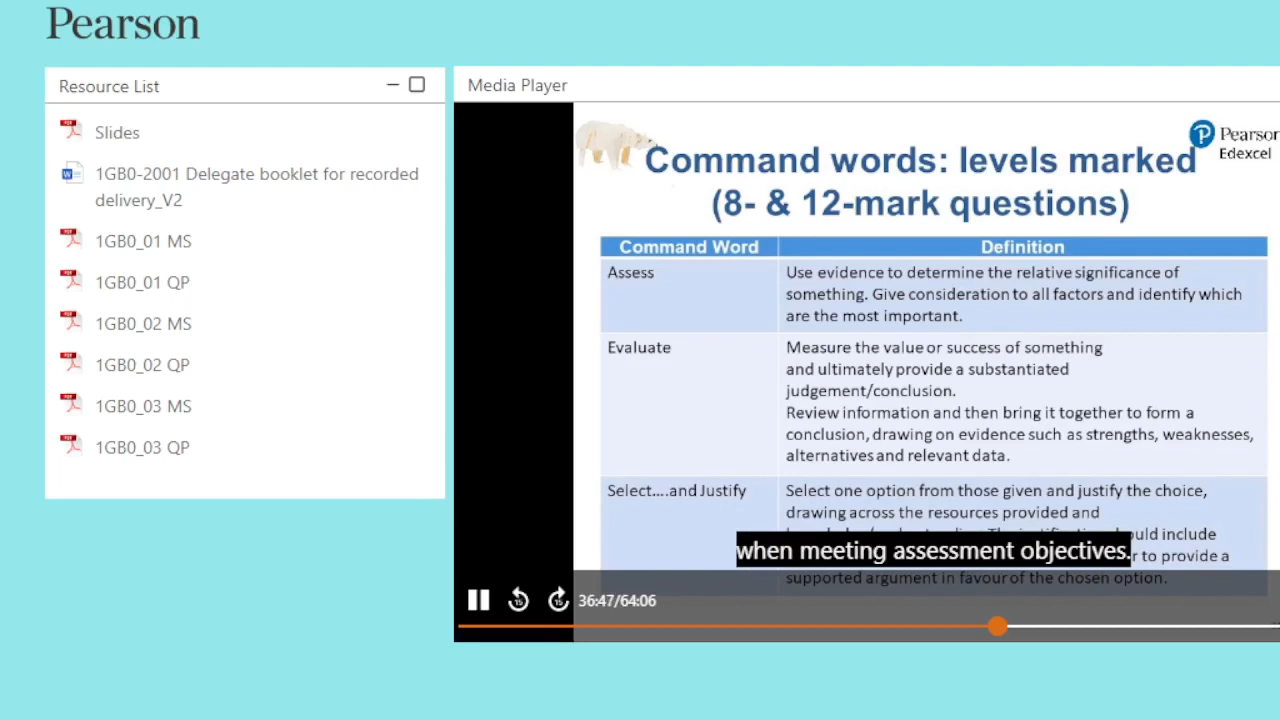 Pearson
Resource List
Slides
1GB0-2001 Delegate booklet for recorded
delivery_V2
1GB0_01 MS
1GB0_01 QP
1GB0_02 MS
1GB0_02 QP
1GB0_03 MS
1GB0_03 QP
Media Player
Pearson
Edexcel
Command words: levels marked
(8- & 12-mark questions)
Command Word Definition
Assess
Use evidence to determine the relative significance of
something. Give consideration to all factors and identify which
are the most important.
Evaluate
Measure the value or success of something
and ultimately provide a substantiated
judgement/conclusion.
Review information and then bring it together to form a
conclusion, drawing on evidence such as strengths, weaknesses,
alternatives and relevant data.
Select....and Justify
Select one option from those given and justify the choice,
drawing across the resources provided and
include
to provide a
supported argument in favour of the chosen option.
when meeting assessment objectives.
36:47/64:06